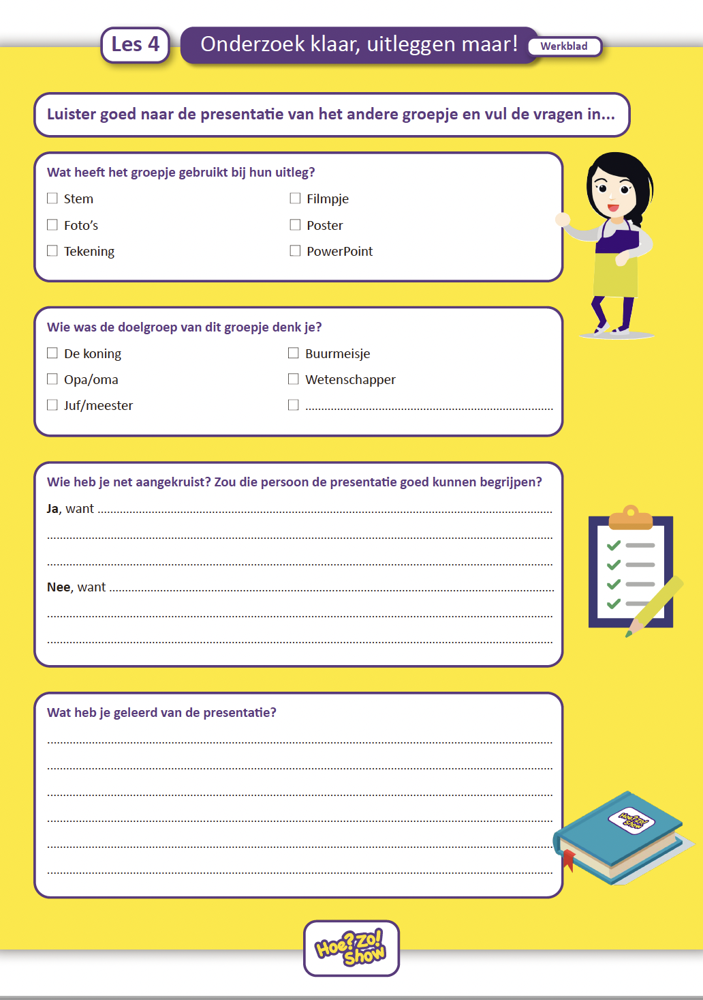 Les 4
Onderzoek klaar, uitleggen maar!
Werkblad
Luister goed naar de presentatie van het andere groepje en vul de vragen in...
Wat heeft het groepje gebruikt bij hun uitleg?
Stem
Filmpje
Foto's
Poster
Tekening
PowerPoint
Wie was de doelgroep van dit groepje denk je?
De koning
Buurmeisje
Opa/oma
Wetenschapper
Juf/meester
Wie heb je net aangekruist? Zou die persoon de presentatie goed kunnen begrijpen?
Ja, want
Nee, want
Wat heb je geleerd van de presentatie?
Hoe?Zo!
Show
Hoe?Zo!
Show